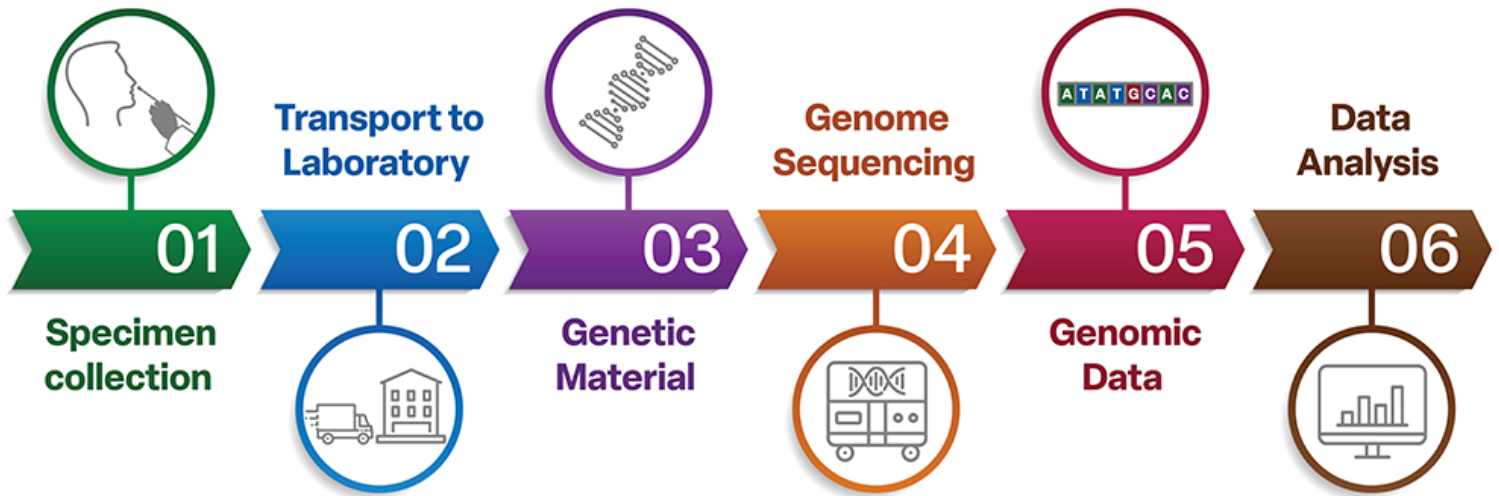 01
Specimen
collection
Transport to
Laboratory
02
03
Genetic
Material
Genome
Sequencing
04
ATATGCAC
05
Genomic
Data
Data
Analysis
06